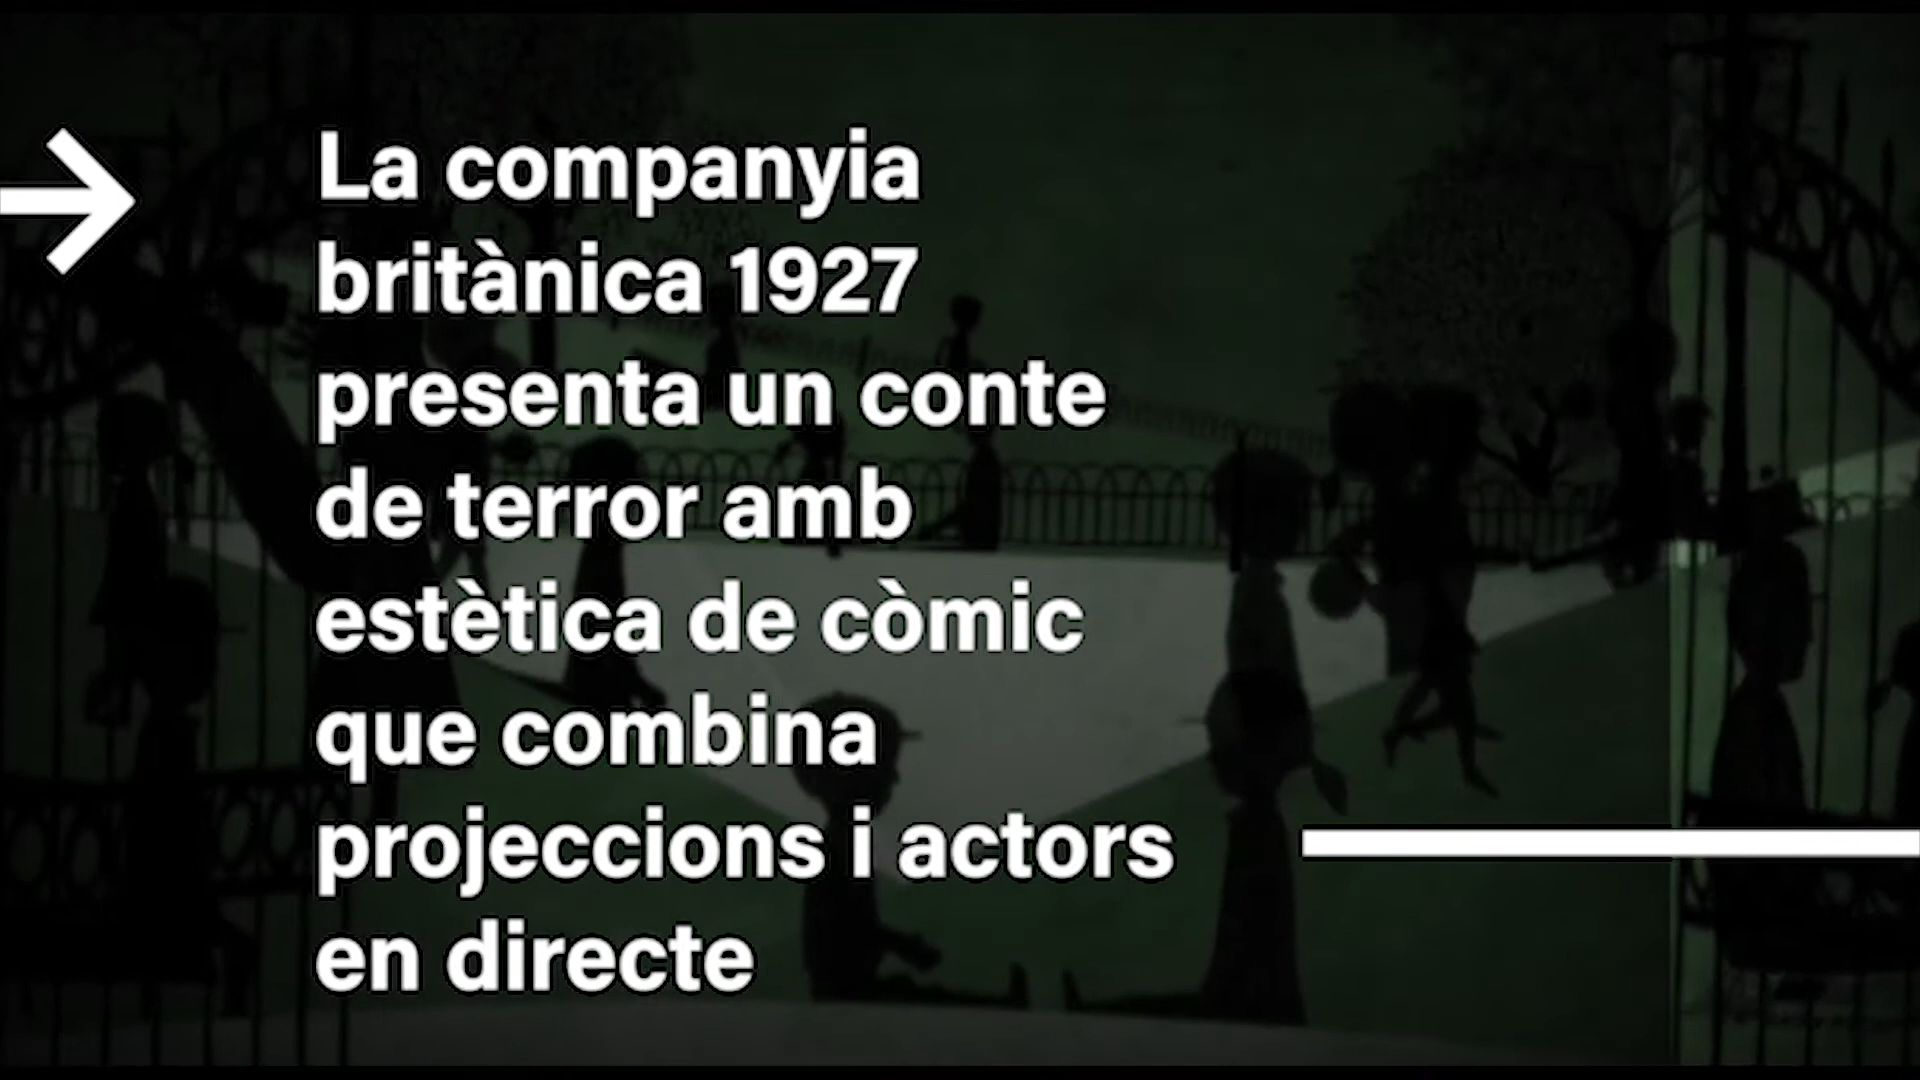 La companyia
britànica 1927
presenta un conte
de terror amb
estètica de còmic
que combina
projeccions i actors
en directe